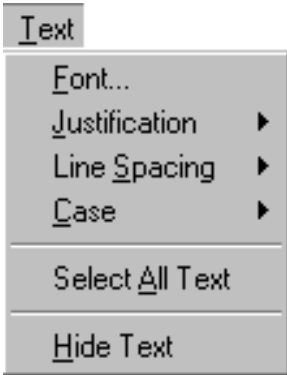 Text
Font...
Justification
Line Spacing
Case
Select All Text
Hide Text